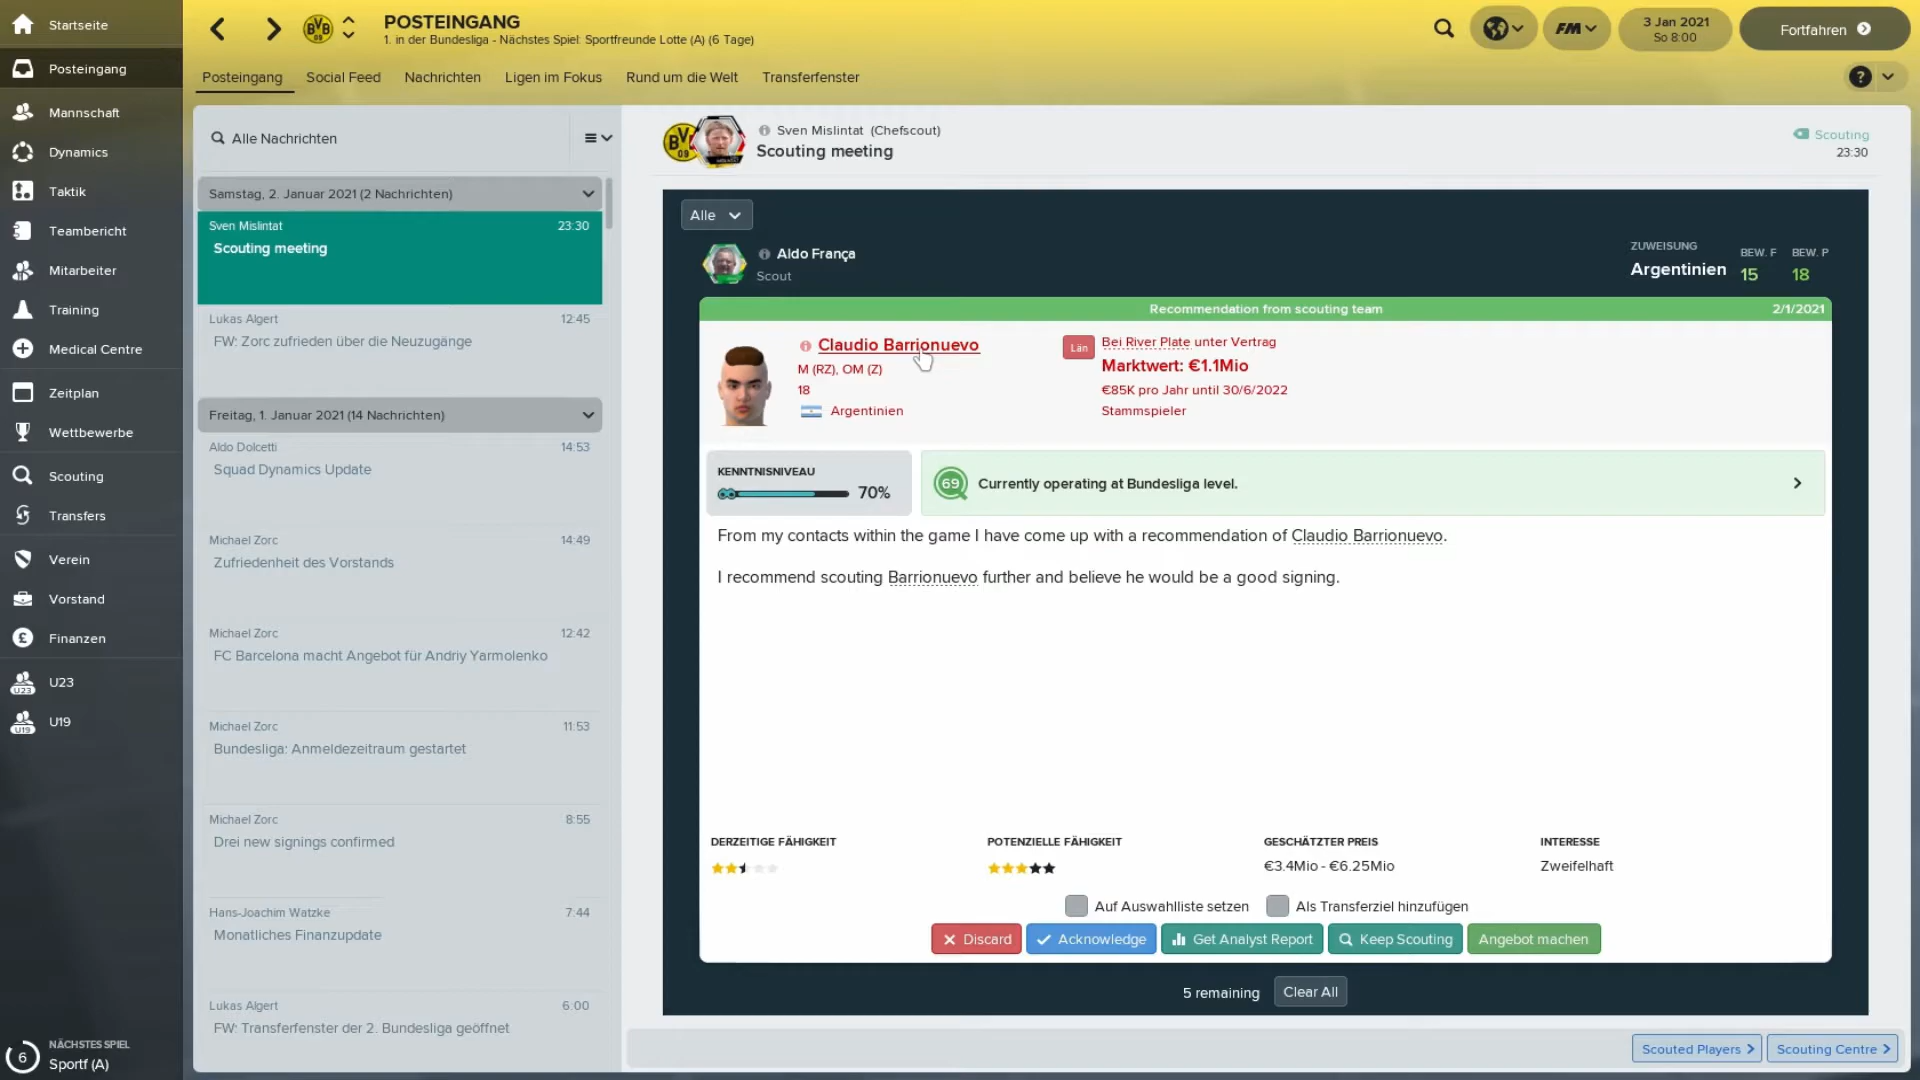 Startseite
Posteingang
Mannschaft
Dynamics
Taktik
Teambericht
Mitarbeiter
Training
Medical Centre
Zeitplan
Wettbewerbe
Scouting
Transfers
Verein
Vorstand
Finanzen
U23
U23
U19
U19
6
NÄCHSTES SPIEL
Sportf (A)
BVB 09
POSTEINGANG
1. in der Bundesliga - Nächstes Spiel: Sportfreunde Lotte (A) (6 Tage)
FM
3 Jan 2021
So 8:00
Fortfahren
Posteingang
Social Feed
Nachrichten
Ligen im Fokus
Rund um die Welt
Transferfenster
?
Alle Nachrichten
Samstag, 2. Januar 2021 (2 Nachrichten)
Sven Mislintat 23:30
Scouting meeting
Lukas Algert 12:45
FW: Zorc zufrieden über die Neuzugänge
Freitag, 1. Januar 2021 (14 Nachrichten)
Aldo Dolcetti 14:53
Squad Dynamics Update
Michael Zorc 14:49
Zufriedenheit des Vorstands
Michael Zorc 12:42
FC Barcelona macht Angebot für Andriy Yarmolenko
Michael Zorc 11:53
Bundesliga: Anmeldezeitraum gestartet
Michael Zorc 8:55
Drei new signings confirmed
Hans-Joachim Watzke 7:44
Monatliches Finanzupdate
Lukas Algert 6:00
FW: Transferfenster der 2. Bundesliga geöffnet
BVB 09
Sven Mislintat (Chefscout)
Scouting meeting
Scouting
23:30
Alle
Aldo França
Scout
ZUWEISUNG
Argentinien
BEW. F
15
BEW. P
18
Recommendation from scouting team 2/1/2021
Claudio Barrionuevo
M (RZ), OM (Z)
18
Argentinien
Län
Bei River Plate unter Vertrag
Marktwert: €1.1Mio
€85K pro Jahr until 30/6/2022
Stammspieler
KENNTNISNIVEAU
70%
69
Currently operating at Bundesliga level.
From my contacts within the game I have come up with a recommendation of Claudio Barrionuevo.
I recommend scouting Barrionuevo further and believe he would be a good signing.
DERZEITIGE FÄHIGKEIT
POTENZIELLE FÄHIGKEIT
GESCHÄTZTER PREIS
€3.4Mio - €6.25Mio
INTERESSE
Zweifelhaft
Auf Auswahlliste setzen
Als Transferziel hinzufügen
Discard
Acknowledge
Get Analyst Report
Keep Scouting
Angebot machen
5 remaining
Clear All
Scouted Players
Scouting Centre